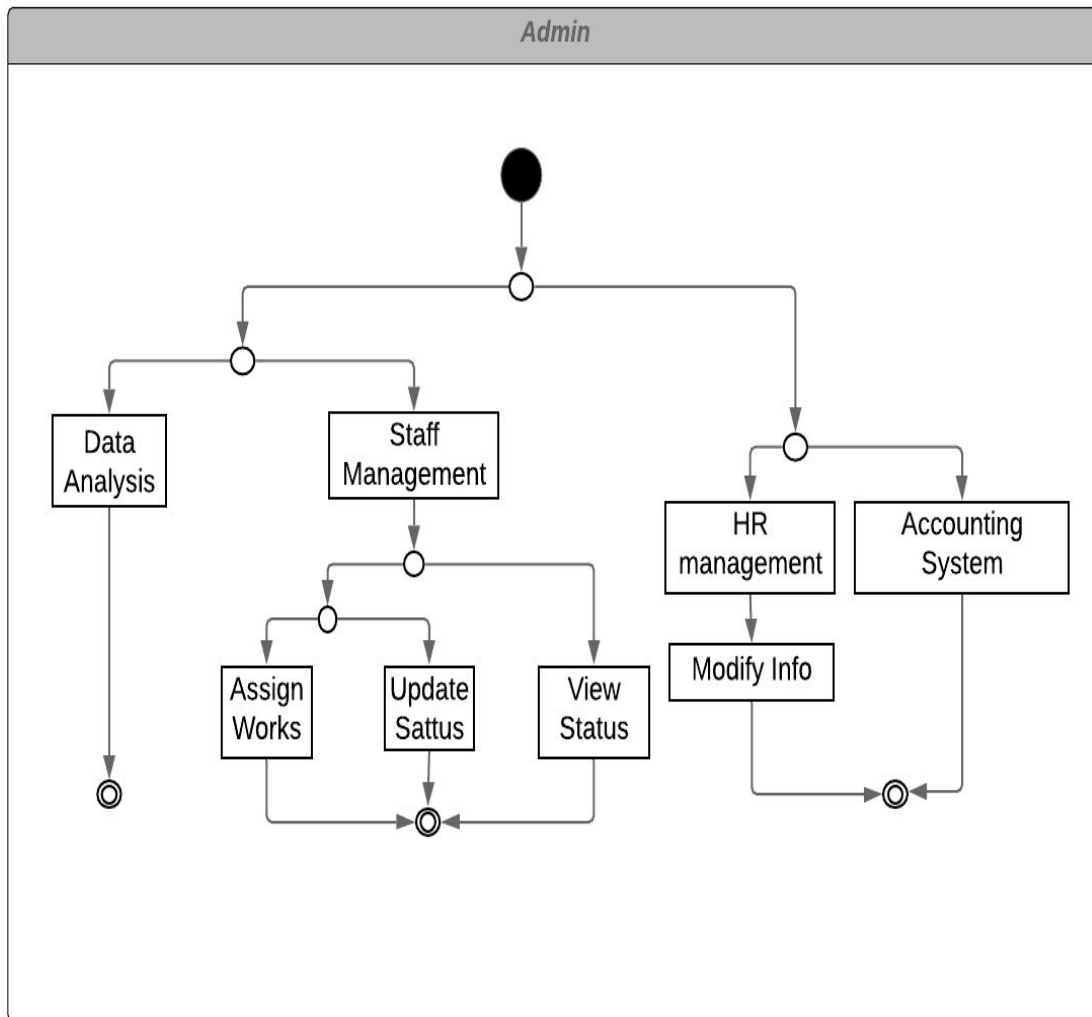 Admin
Data
Analysis
Staff
Management
HR
management
Accounting
System
Modify Info
Assign
Works
Update
Sattus
View
Status